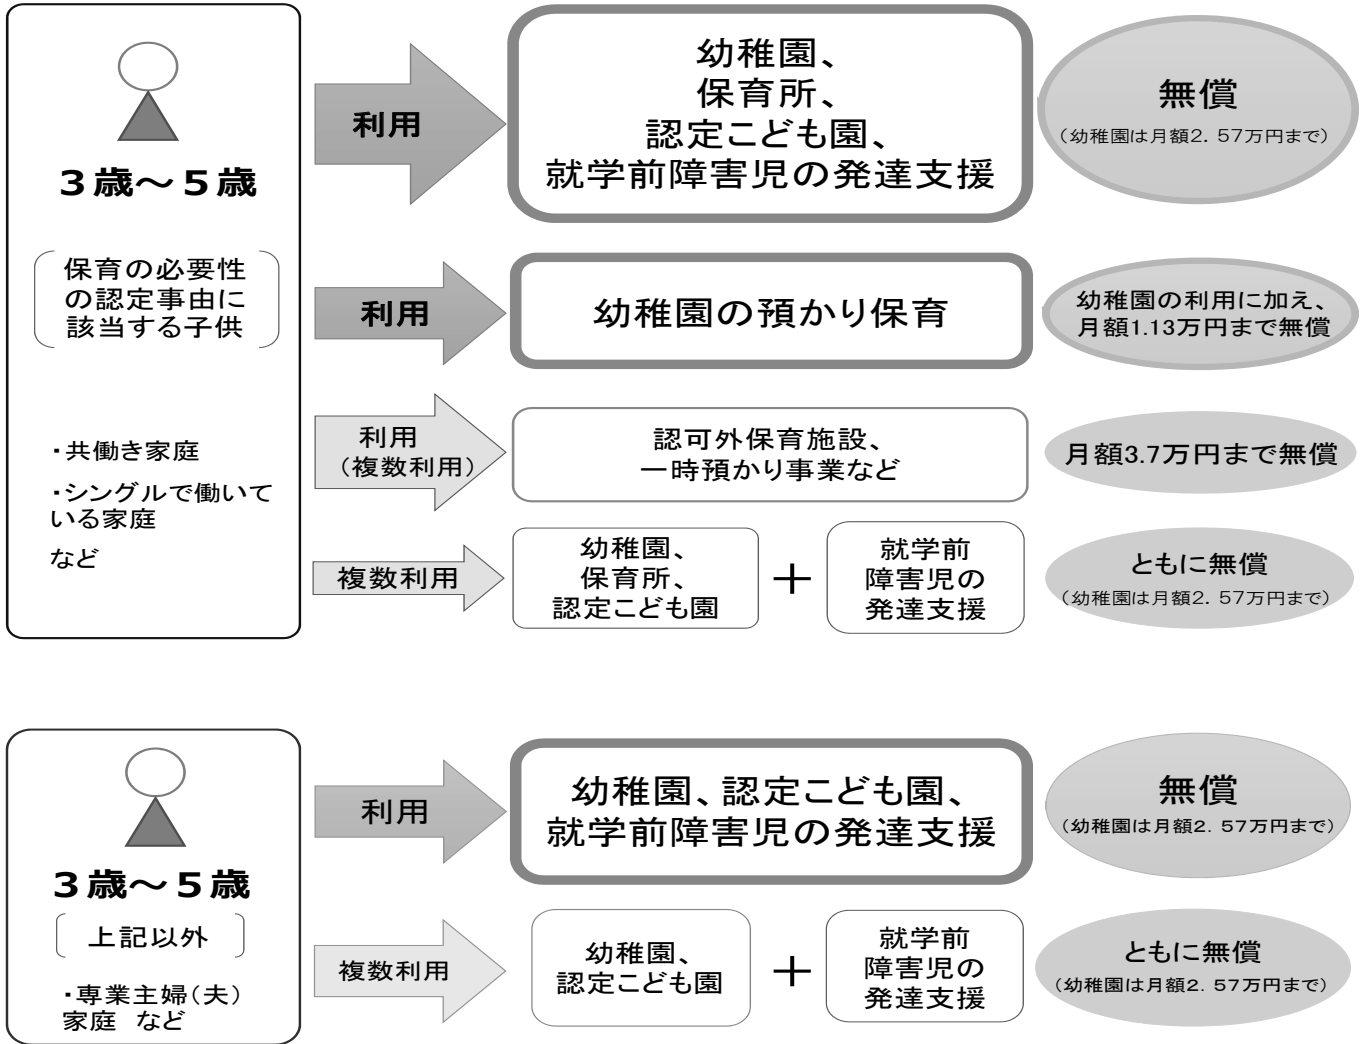 3歳～5歳
保育の必要性
の認定事由に
該当する子供
・共働き家庭
・シングルで働いて
いる家庭
など
利用
幼稚園、
保育所、
認定こども園、
就学前障害児の発達支援
無償
（幼稚園は月額2．57万円まで）
利用
幼稚園の預かり保育
幼稚園の利用に加え、
月額1.13万円まで無償
利用
（複数利用）
認可外保育施設、
一時預かり事業など
月額3.7万円まで無償
複数利用
幼稚園、
保育所、
認定こども園
＋
就学前
障害児の
発達支援
ともに無償
（幼稚園は月額2．57万円まで）
3歳～5歳
上記以外
・専業主婦（夫）
家庭 など
利用
幼稚園、認定こども園、
就学前障害児の発達支援
無償
（幼稚園は月額2．57万円まで）
複数利用
幼稚園、
認定こども園
＋
就学前
障害児の
発達支援
ともに無償
（幼稚園は月額2．57万円まで）